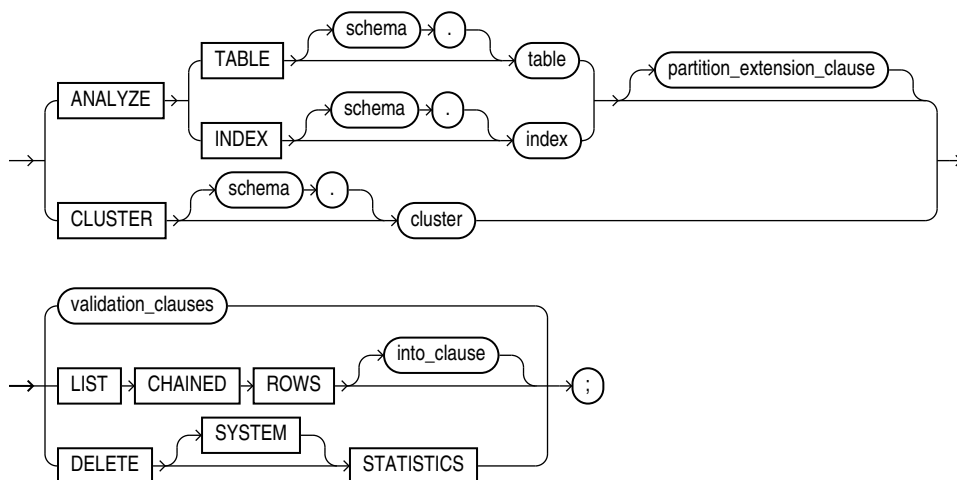 schema .
TABLE table partition_extension_clause
ANALYZE schema .
INDEX index
schema .
CLUSTER cluster
validation_clauses
into_clause
LIST CHAINED ROWS ;
SYSTEM
DELETE STATISTICS